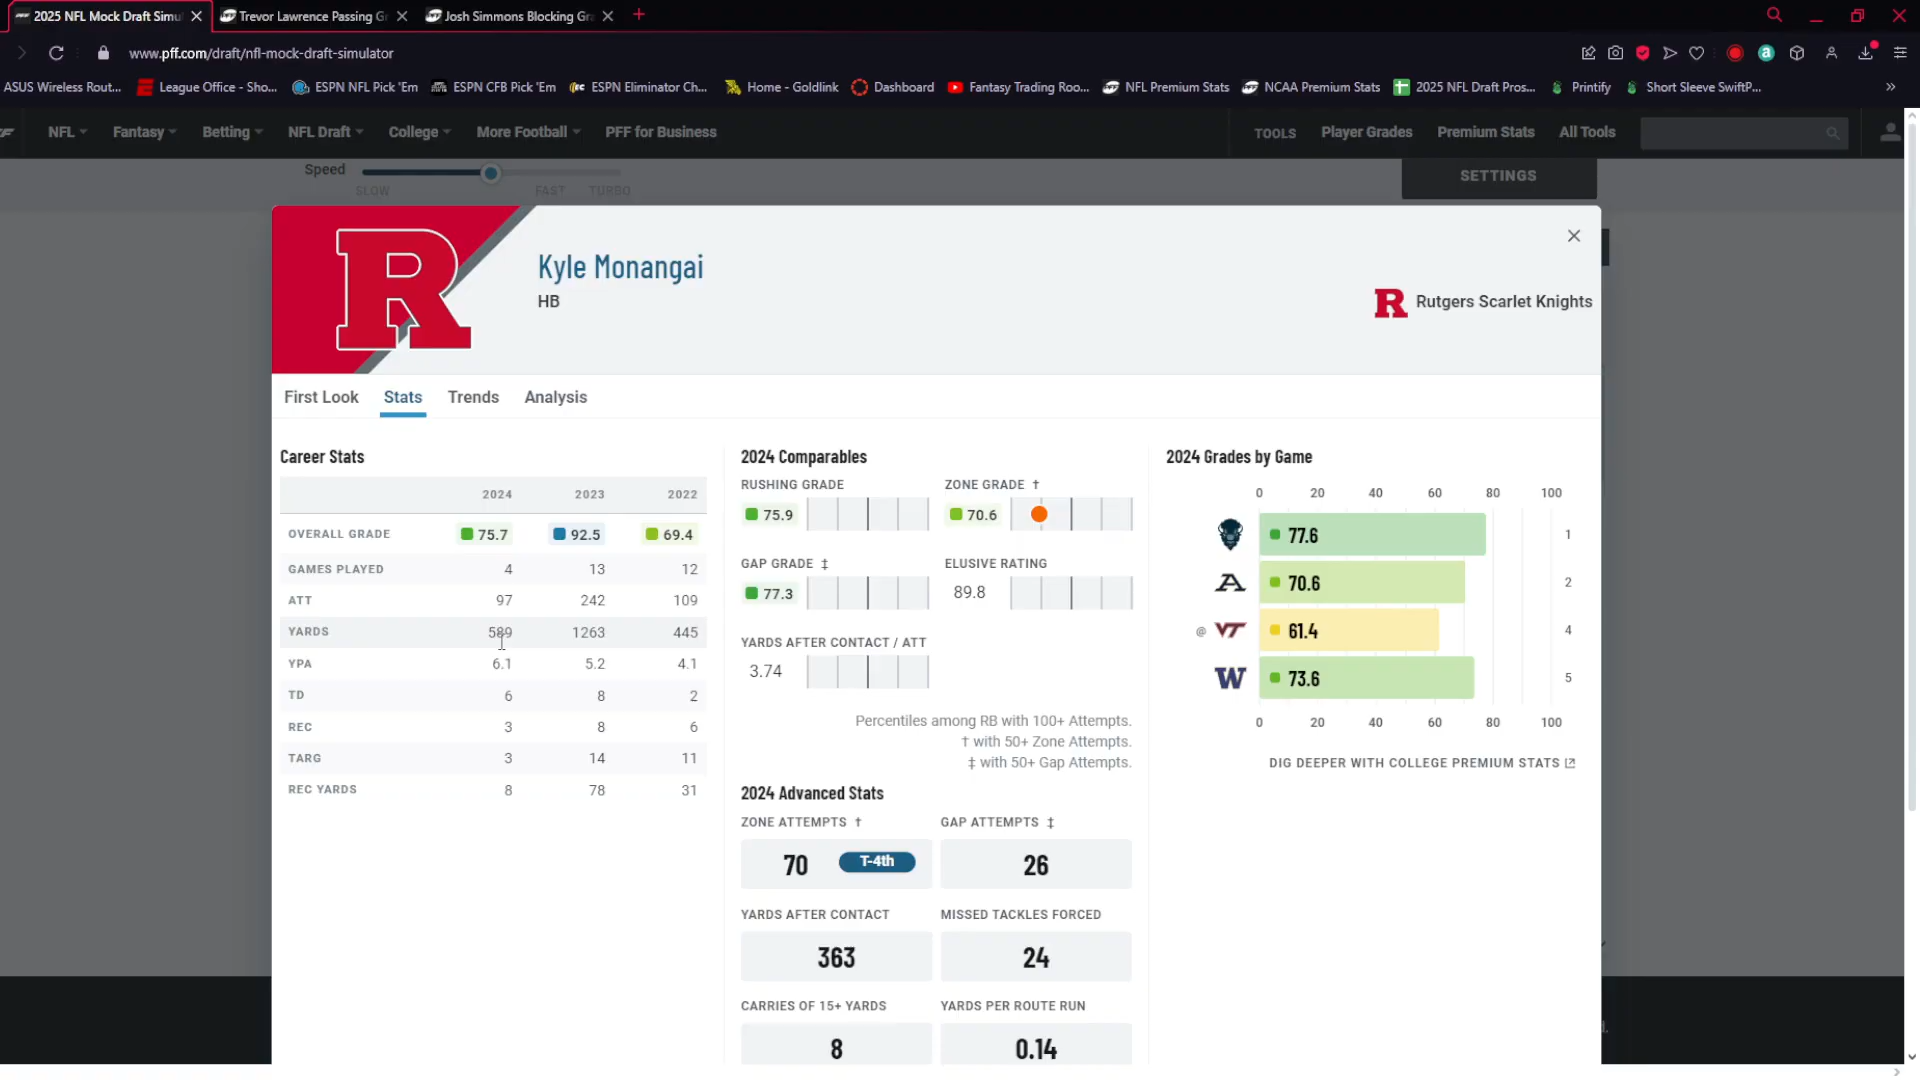 2025 NFL Mock Draft Simu
Trevor Lawrence Passing Gr
Josh Simmons Blocking Gra
www.pff.com/draft/nfl-mock-draft-simulator
ASUS Wireless Rout...
League Office - Sho...
ESPN NFL Pick 'Em
ESPN CFB Pick 'Em
ESPN Eliminator Ch...
Home - Goldlink
Dashboard
Fantasy Trading Roo...
NFL Premium Stats
NCAA Premium Stats
2025 NFL Draft Pros...
Printify
Short Sleeve SwiftP...
NFL
Fantasy
Betting
NFL Draft
College
More Football
PFF for Business
TOOLS
Player Grades
Premium Stats
All Tools
Speed
SLOW
FAST
TURBO
SETTINGS
R
Kyle Monangai
HB
R Rutgers Scarlet Knights
First Look
Stats
Trends
Analysis
Career Stats
2024 2023 2022
OVERALL GRADE 75.7 92.5 69.4
GAMES PLAYED 4 13 12
ATT 97 242 109
YARDS 589 1263 445
YPA 6.1 5.2 4.1
TD 6 8 2
REC 3 8 6
TARG 3 14 11
REC YARDS 8 78 31
2024 Comparables
RUSHING GRADE
75.9
ZONE GRADE †
70.6
GAP GRADE ‡
77.3
ELUSIVE RATING
89.8
YARDS AFTER CONTACT / ATT
3.74
Percentiles among RB with 100+ Attempts.
† with 50+ Zone Attempts.
‡ with 50+ Gap Attempts.
2024 Advanced Stats
ZONE ATTEMPTS †
70 T-4th
GAP ATTEMPTS ‡
26
YARDS AFTER CONTACT
363
MISSED TACKLES FORCED
24
CARRIES OF 15+ YARDS
8
YARDS PER ROUTE RUN
0.14
2024 Grades by Game
0 20 40 60 80 100
77.6 1
A 70.6 2
@ VT 61.4 4
W 73.6 5
0 20 40 60 80 100
DIG DEEPER WITH COLLEGE PREMIUM STATS